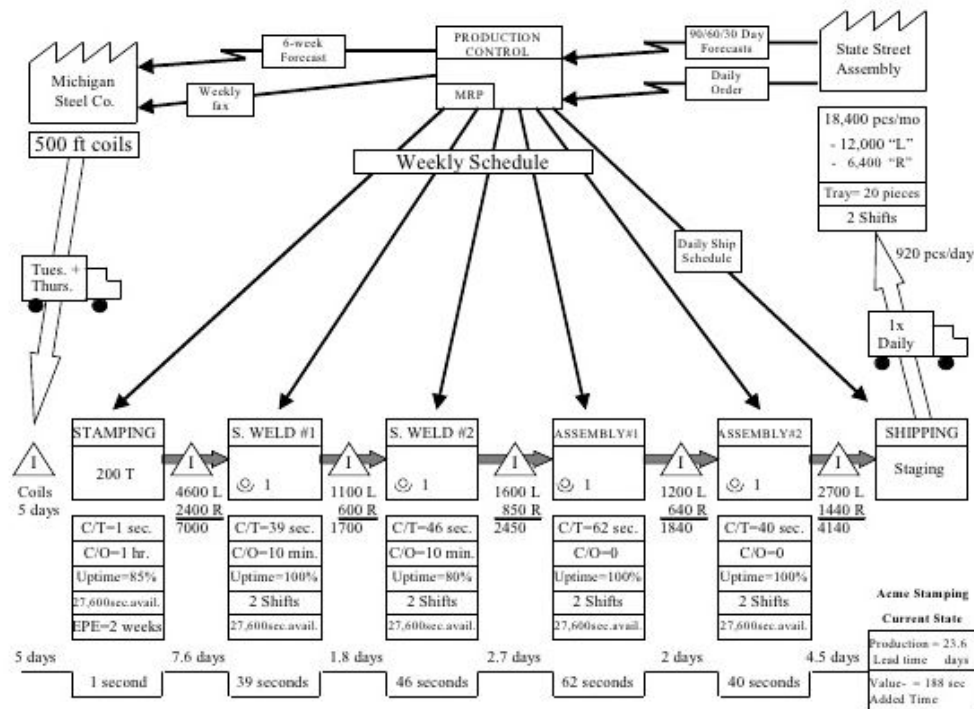 6-week
Forecast
PRODUCTION
CONTROL
90/60/30 Day
Forecasts
State Street
Assembly
Michigan
Steel Co.
Weekly
fax
MRP
Daily
Order
500 ft coils
18,400 pcs/mo
- 12,000 “L”
- 6,400 “R”
Tray= 20 pieces
2 Shifts
Weekly Schedule
Daily Ship
Schedule
920 pcs/day
Tues. +
Thurs.
1x
Daily
STAMPING
S. WELD #1
S. WELD #2
ASSEMBLY#1
ASSEMBLY#2
SHIPPING
I
200 T
I
1
I
1
I
1
I
1
I
Staging
Coils
5 days
4600 L
2400 R
7000
1100 L
600 R
1700
1600 L
850 R
2450
1200 L
640 R
1840
2700 L
1440 R
4140
C/T=1 sec.
C/O=1 hr.
Uptime=85%
27,600sec.avail.
EPE=2 weeks
C/T=39 sec.
C/O=10 min.
Uptime=100%
2 Shifts
27,600sec.avail.
C/T=46 sec.
C/O=10 min.
Uptime=80%
2 Shifts
27,600sec.avail.
C/T=62 sec.
C/O=0
Uptime=100%
2 Shifts
27,600sec.avail.
C/T=40 sec.
C/O=0
Uptime=100%
2 Shifts
27,600sec.avail.
Acme Stamping
Current State
Production = 23.6
Lead time days
Value- = 188 sec
Added Time
5 days
7.6 days
1.8 days
2.7 days
2 days
4.5 days
1 second
39 seconds
46 seconds
62 seconds
40 seconds